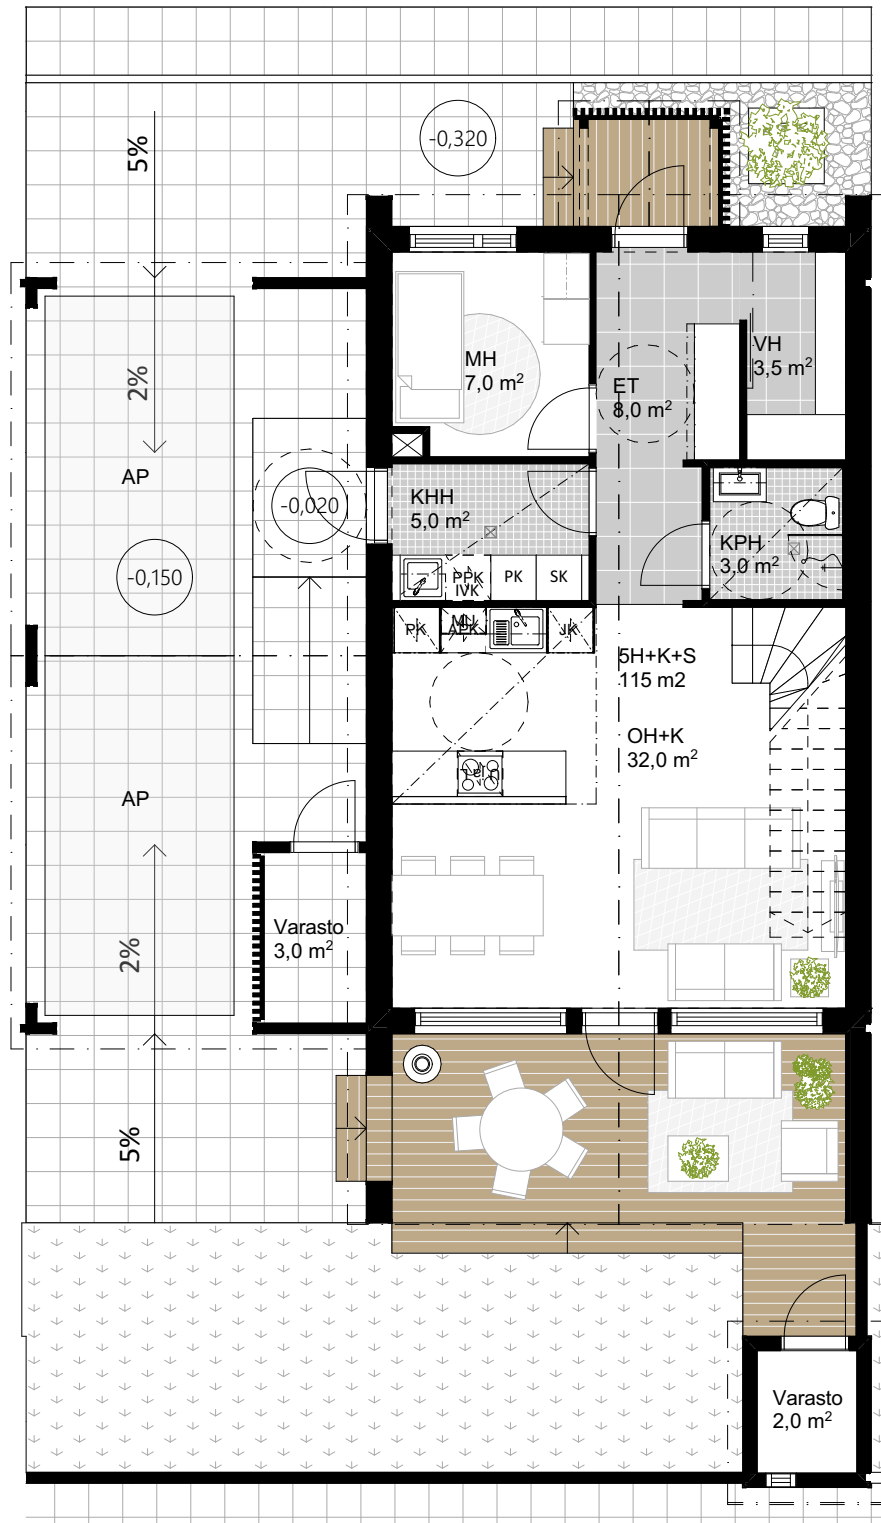 5%
-0,320
2%
AP
MH
7,0 m²
ET
8,0 m²
VH
3,5 m²
-0,020
KHH
5,0 m²
KPH
3,0 m²
-0,150
PPK
IVK
PK
SK
PK
MU
APK
JK
5H+K+S
115 m2
OH+K
32,0 m²
AP
2%
Varasto
3,0 m²
5%
Varasto
2,0 m²